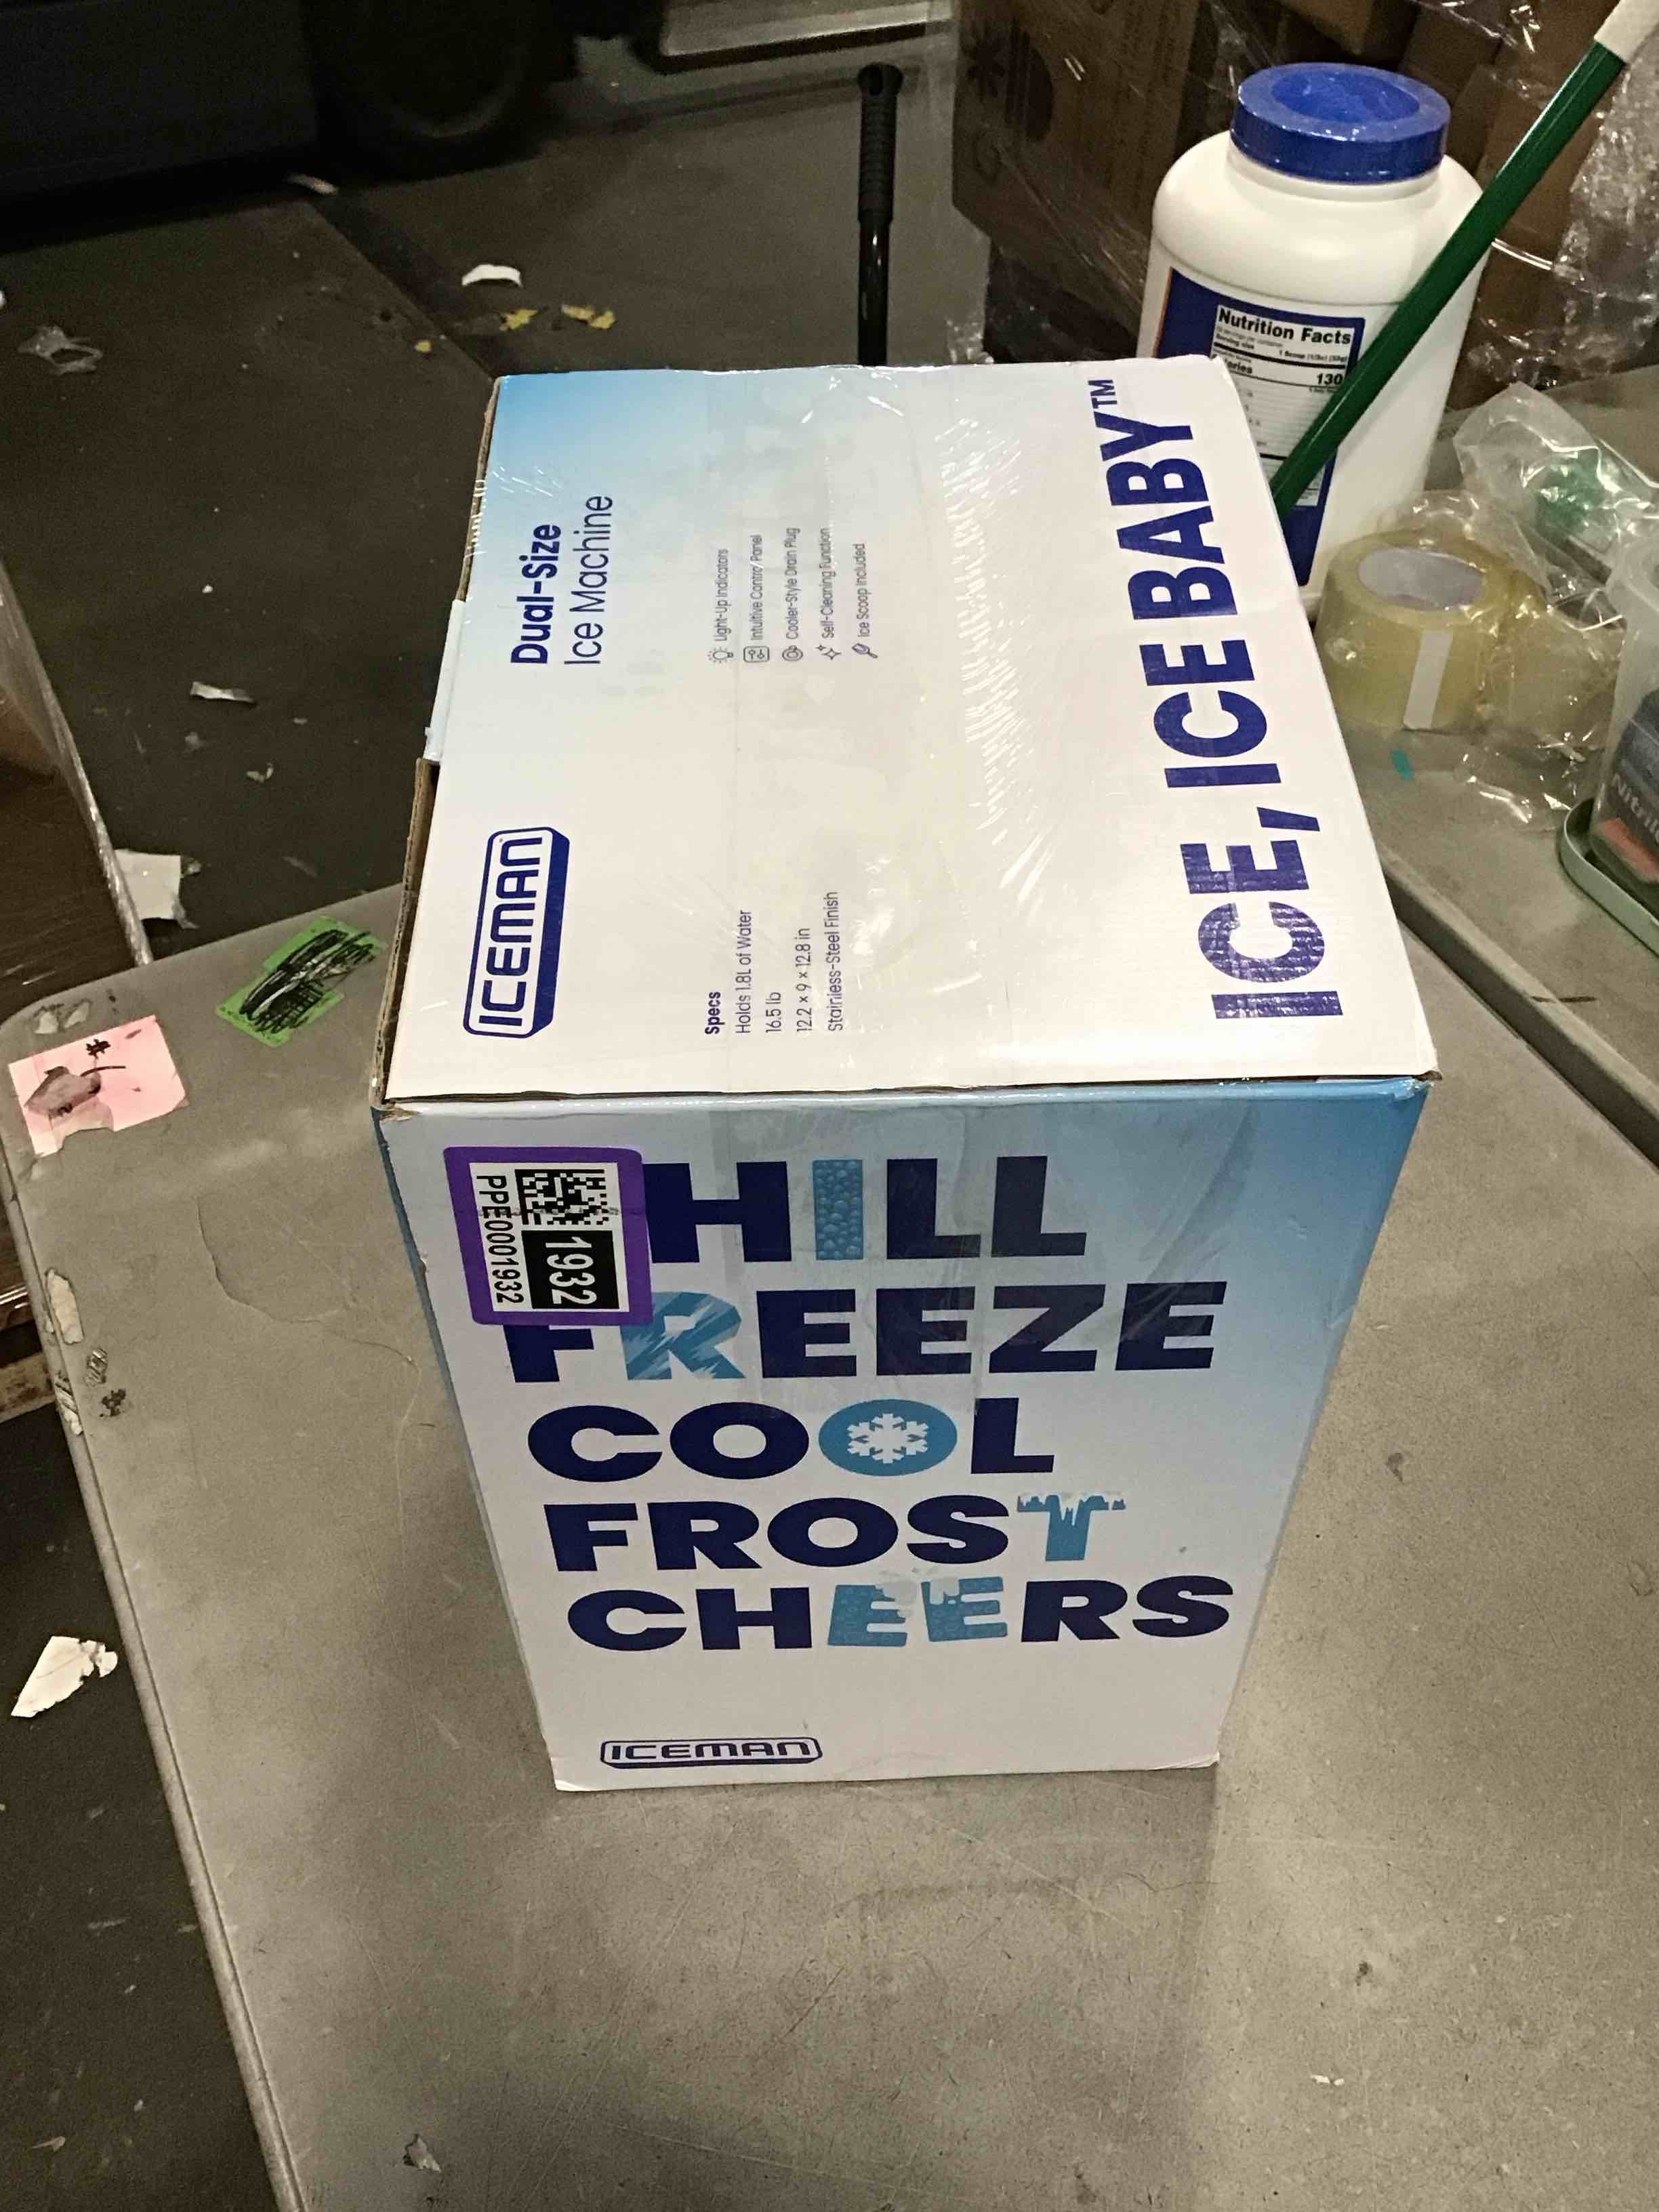 ICEMAN
Dual-Size
Ice Machine
Specs
Holds 1.8L of Water
16.5 lb
12.2 x 9 x 12.8 in
Stainless-Steel Finish
Light-Up Indicators
Intuitive Control Panel
Cooler-Style Drain Plug
Self-Cleaning Function
Ice Scoop Included
ICE, ICE BABY™
PPE0001932
1932
HILL
FREEZE
COOL
FROST
CHEERS
ICEMAN
Nutrition Facts
130
#